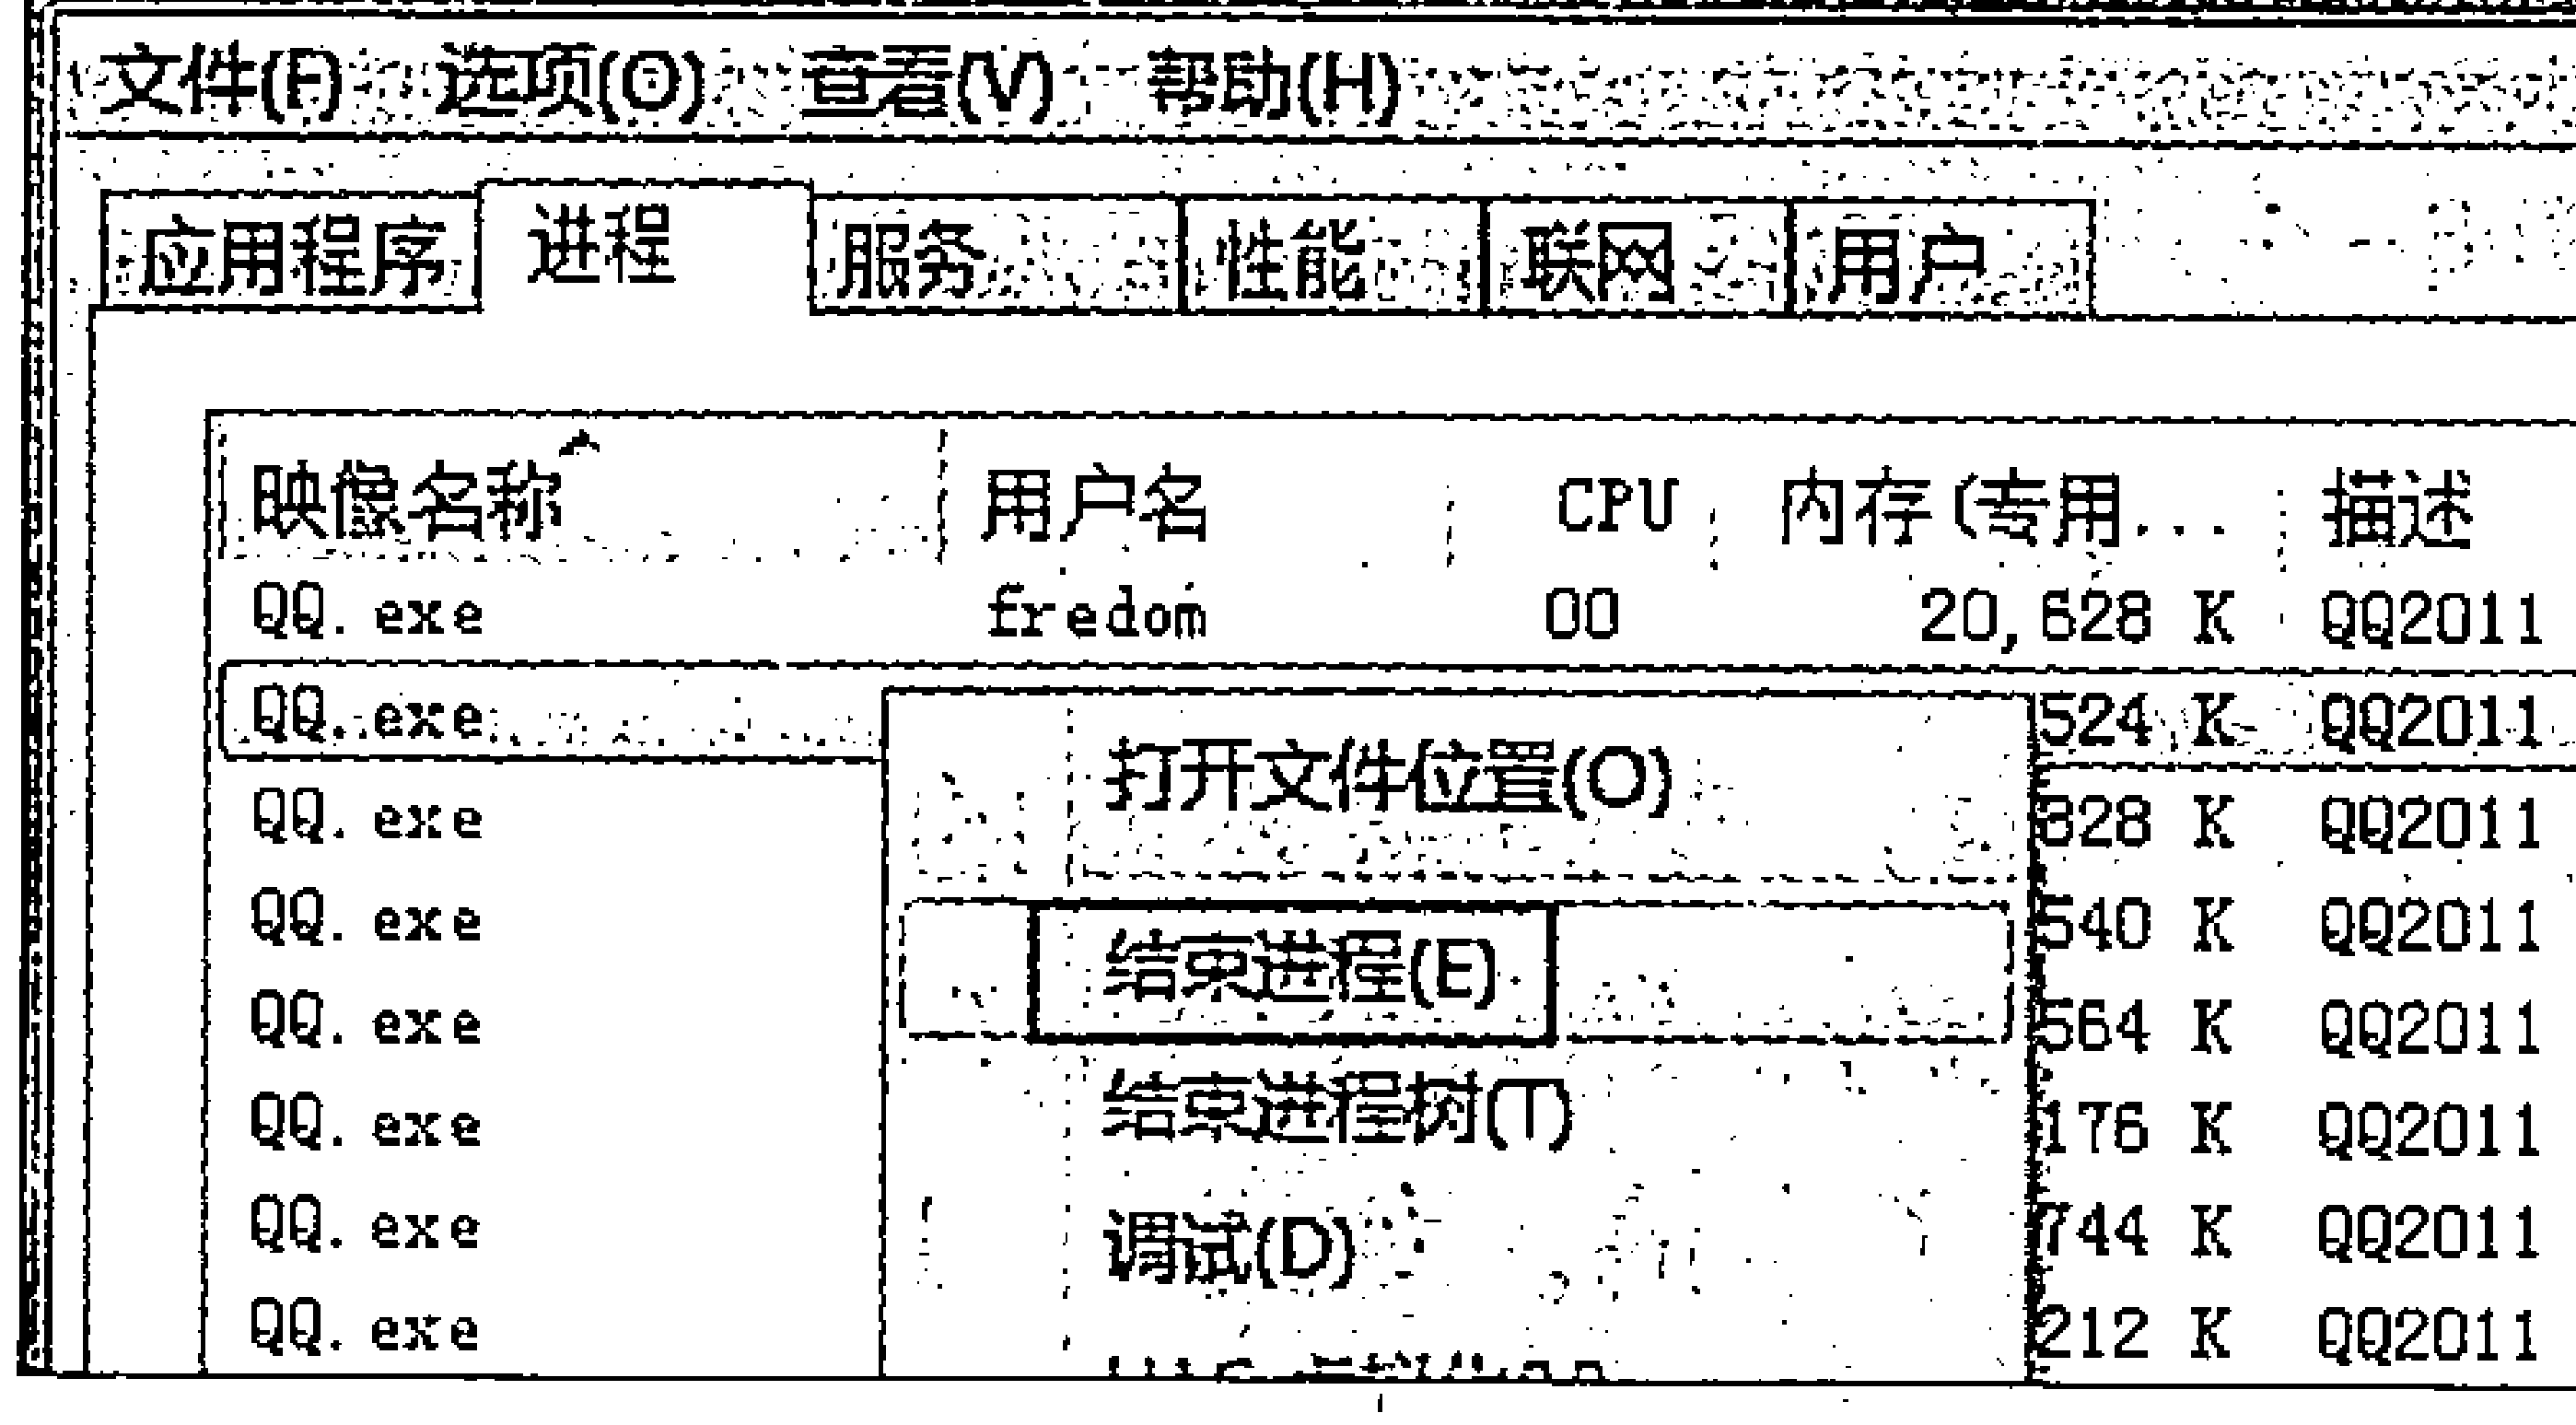 文件(F) 选项(O) 查看(V) 帮助(H)
应用程序 进程 服务 性能 联网 用户
映像名称 用户名 CPU 内存(专用... 描述
QQ.exe fredom 00 20,628 K QQ2011
QQ.exe 524 K QQ2011
打开文件位置(O)
QQ.exe 828 K QQ2011
QQ.exe 540 K QQ2011
结束进程(E)
QQ.exe 564 K QQ2011
结束进程树(T)
QQ.exe 176 K QQ2011
QQ.exe 744 K QQ2011
调试(D)
QQ.exe 212 K QQ2011